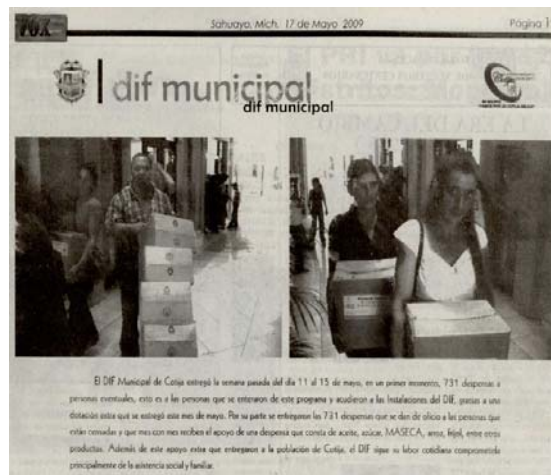 VOX
Sahuayo, Mich. 17 de Mayo 2009
Página 1
dif municipal
dif municipal
El DIF Municipal de Cotija entregó la semana pasada del día 11 al 15 de mayo, en un primer momento, 731 despensas a
personas eventuales, esto es a las personas que se enteraron de este programa y acudieron a las Instalaciones del DIF, gracias a una
dotación extra que se entregó este mes de mayo. Por su parte se entregaron las 731 despensas que se dan de oficio a las personas que
están censadas y que mes con mes reciben el apoyo de una despensa que consta de aceite, azúcar, MASECA, arroz, frijol, entre otros
productos. Además de este apoyo extra que entregaron a la población de Cotija, el DIF sigue su labor cotidiana comprometida
principalmente de la asistencia social y familiar.